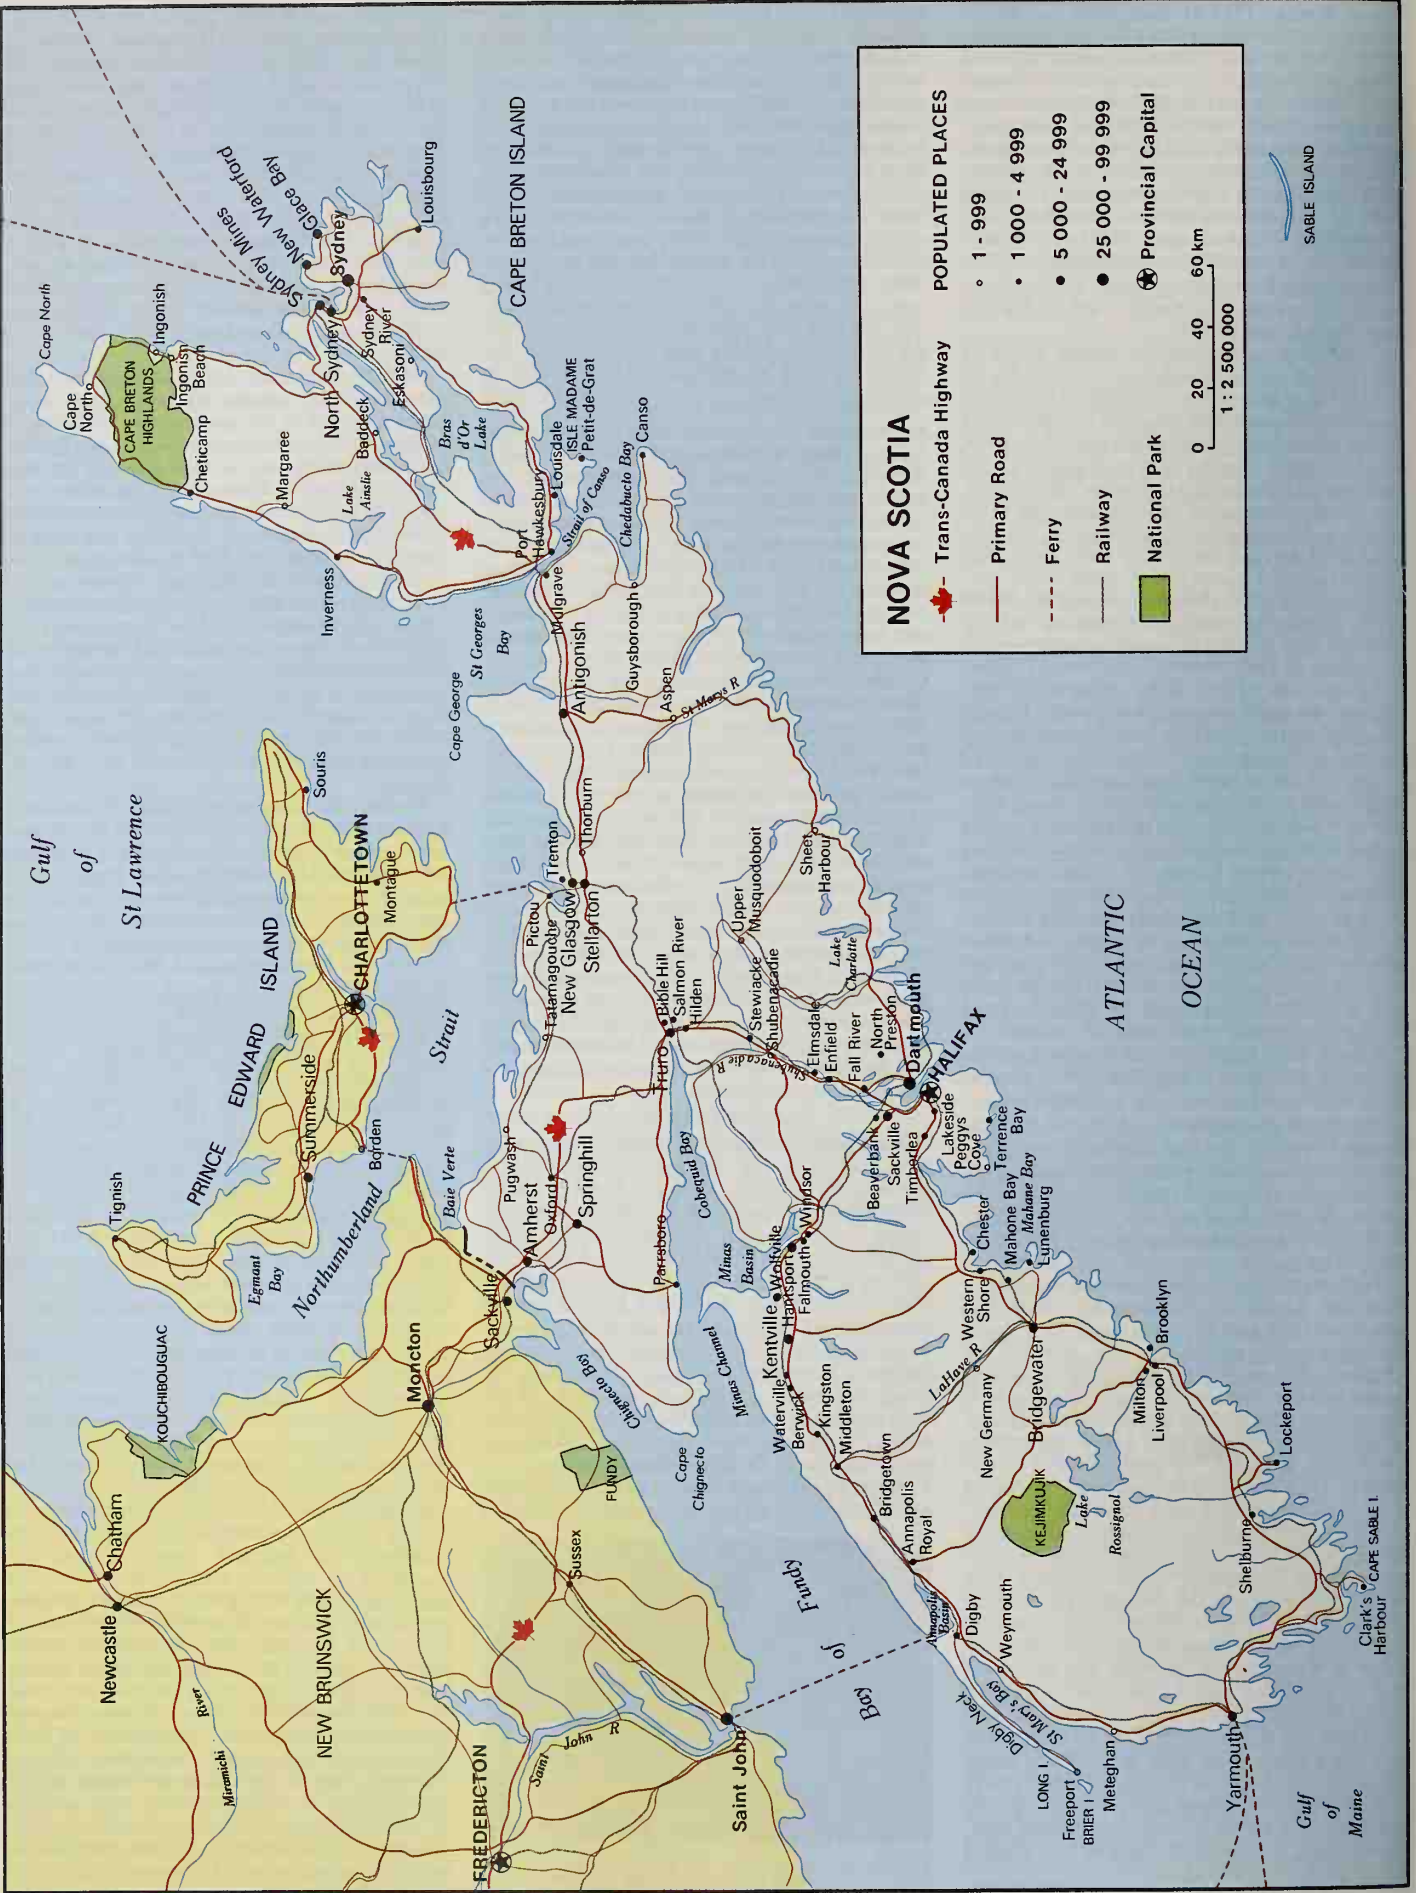 NOVA SCOTIA
Trans-Canada Highway
Primary Road
Ferry
Railway
National Park
POPULATED PLACES
1 - 999
1 000 - 4 999
5 000 - 24 999
25 000 - 99 999
Provincial Capital
0 20 40 60 km
1 : 2 500 000
SABLE ISLAND
Gulf
of
St Lawrence
ATLANTIC
OCEAN
Bay
of
Fundy
Gulf
of
Maine
Northumberland
Strait
NEW BRUNSWICK
Newcastle
Chatham
Miramichi
River
KOUCHIBOUGUAC
Moncton
Sackville
FUNDY
Sussex
FREDERICTON
Saint
John
R
Saint John
PRINCE
EDWARD
ISLAND
Tignish
Egmant
Bay
Summerside
Borden
CHARLOTTETOWN
Montague
Souris
Baie Verte
Chignecto Bay
Cape
Chignecto
Minas Channel
Minas
Basin
Cobequid Bay
Amherst
Pugwash
Oxford
Springhill
Parrsboro
Tatamagouche
Pictou
Trenton
New Glasgow
Stellarton
Thorburn
Truro
Bible Hill
Salmon River
Hilden
Stewiacke
Shubenacadie
Shubenacadie R
Upper
Musquodoboit
Sheet
Harbour
Lake
Charlotte
Elmsdale
Enfield
Fall River
North
Preston
Dartmouth
HALIFAX
Beaverbank
Sackville
Timberlea
Lakeside
Peggys
Cove
Terrence
Bay
Windsor
Falmouth
Hantsport
Wolfville
Kentville
Waterville
Berwick
Kingston
Middleton
Bridgetown
Annapolis
Royal
Annapolis
Basin
Digby
Weymouth
Digby Neck
St Mary's Bay
LONG I.
Freeport
BRIER I
Meteghan
Yarmouth
Clark's
Harbour
CAPE SABLE I.
Shelburne
Lockeport
Liverpool
Milton
Brooklyn
Lake
Rossignol
KEJIMKUJIK
New Germany
LaHave R
Bridgewater
Lunenburg
Mahone Bay
Mahane Bay
Western
Shore
Chester
Cape George
St Georges
Bay
Antigonish
Mulgrave
Guysborough
Aspen
St Marys R
Canso
Chedabucto Bay
Strait of Canso
CAPE BRETON ISLAND
Port
Hawkesbury
Louisdale
ISLE MADAME
Petit-de-Grat
Inverness
Lake
Ainslie
Margaree
Cheticamp
CAPE BRETON
HIGHLANDS
Cape
North
Cape North
Ingonish
Ingonish
Beach
Baddeck
Bras
d'Or
Lake
Eskasoni
Sydney
River
North Sydney
Sydney Mines
New Waterford
Glace Bay
Sydney
Louisbourg